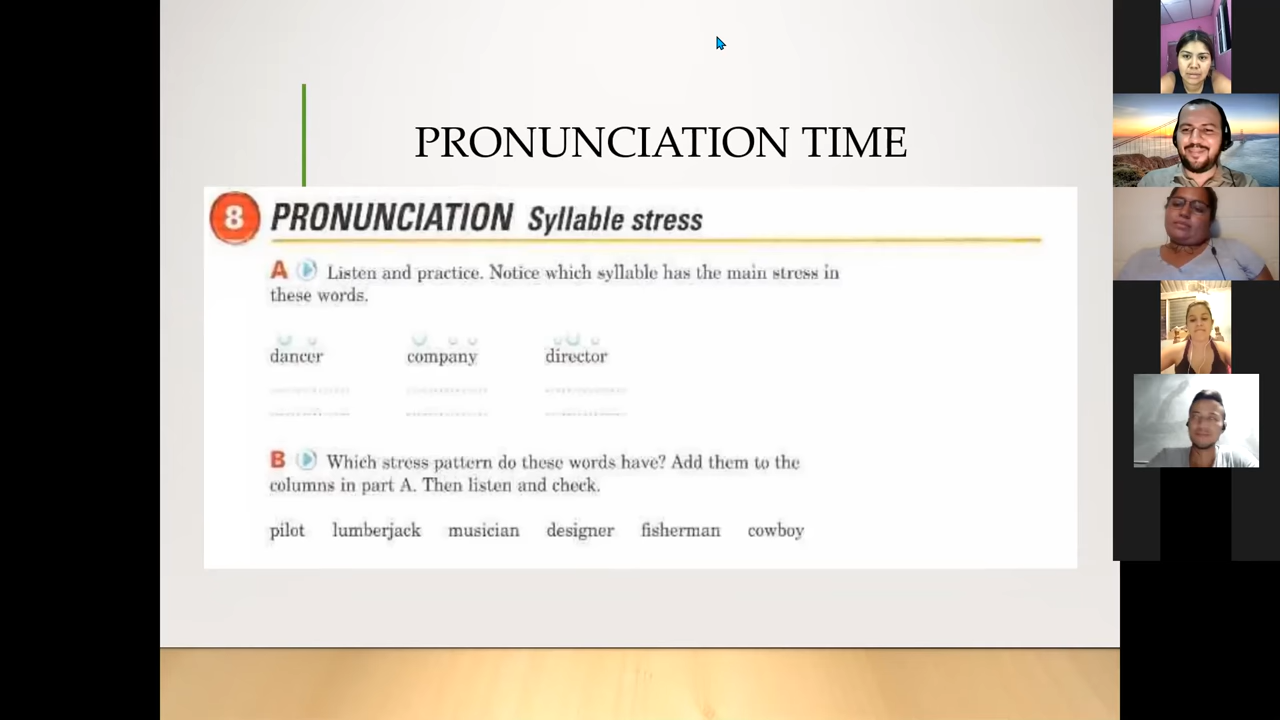 PRONUNCIATION TIME
8 PRONUNCIATION Syllable stress
A Listen and practice. Notice which syllable has the main stress in
these words.
dancer company director
B Which stress pattern do these words have? Add them to the
columns in part A. Then listen and check.
pilot lumberjack musician designer fisherman cowboy